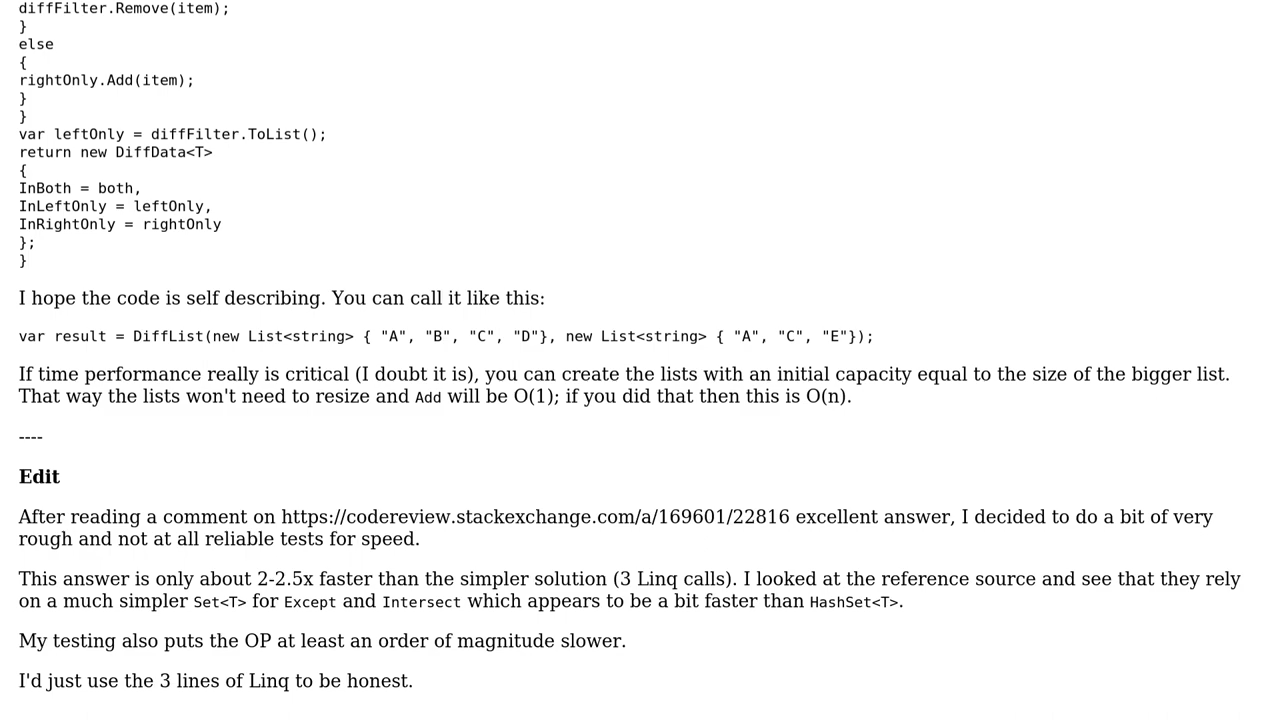 diffFilter.Remove(item);
}
else
{
rightOnly.Add(item);
}
}
var leftOnly = diffFilter.ToList();
return new DiffData<T>
{
InBoth = both,
InLeftOnly = leftOnly,
InRightOnly = rightOnly
};
}
I hope the code is self describing. You can call it like this:
var result = DiffList(new List<string> { "A", "B", "C", "D"}, new List<string> { "A", "C", "E"});
If time performance really is critical (I doubt it is), you can create the lists with an initial capacity equal to the size of the bigger list.
That way the lists won't need to resize and Add will be O(1); if you did that then this is O(n).
----
Edit
After reading a comment on https://codereview.stackexchange.com/a/169601/22816 excellent answer, I decided to do a bit of very
rough and not at all reliable tests for speed.
This answer is only about 2-2.5x faster than the simpler solution (3 Linq calls). I looked at the reference source and see that they rely
on a much simpler Set<T> for Except and Intersect which appears to be a bit faster than HashSet<T>.
My testing also puts the OP at least an order of magnitude slower.
I'd just use the 3 lines of Linq to be honest.